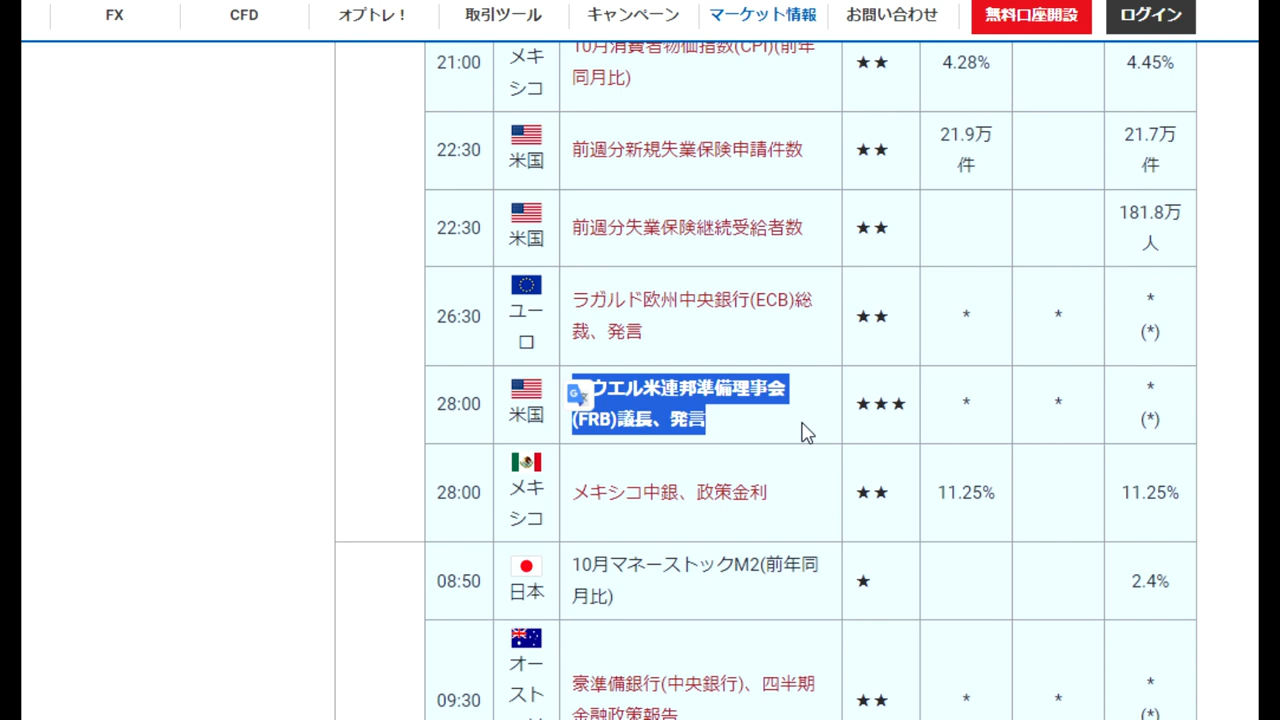 FX
CFD
オプトレ！
取引ツール
キャンペーン
マーケット情報
お問い合わせ
無料口座開設
ログイン
21:00
メキ
シコ
10月消費者物価指数(CPI)(前年
同月比)
★★
4.28%
4.45%
22:30
米国
前週分新規失業保険申請件数
★★
21.9万
件
21.7万
件
22:30
米国
前週分失業保険継続受給者数
★★
181.8万
人
26:30
ユー
ロ
ラガルド欧州中央銀行(ECB)総
裁、発言
★★
*
*
*
(*)
28:00
米国
ウエル米連邦準備理事会
(FRB)議長、発言
★★★
*
*
*
(*)
28:00
メキ
シコ
メキシコ中銀、政策金利
★★
11.25%
11.25%
08:50
日本
10月マネーストックM2(前年同
月比)
★
2.4%
09:30
オー
スト
豪準備銀行(中央銀行)、四半期
金融政策報告
★★
*
*
*
(*)